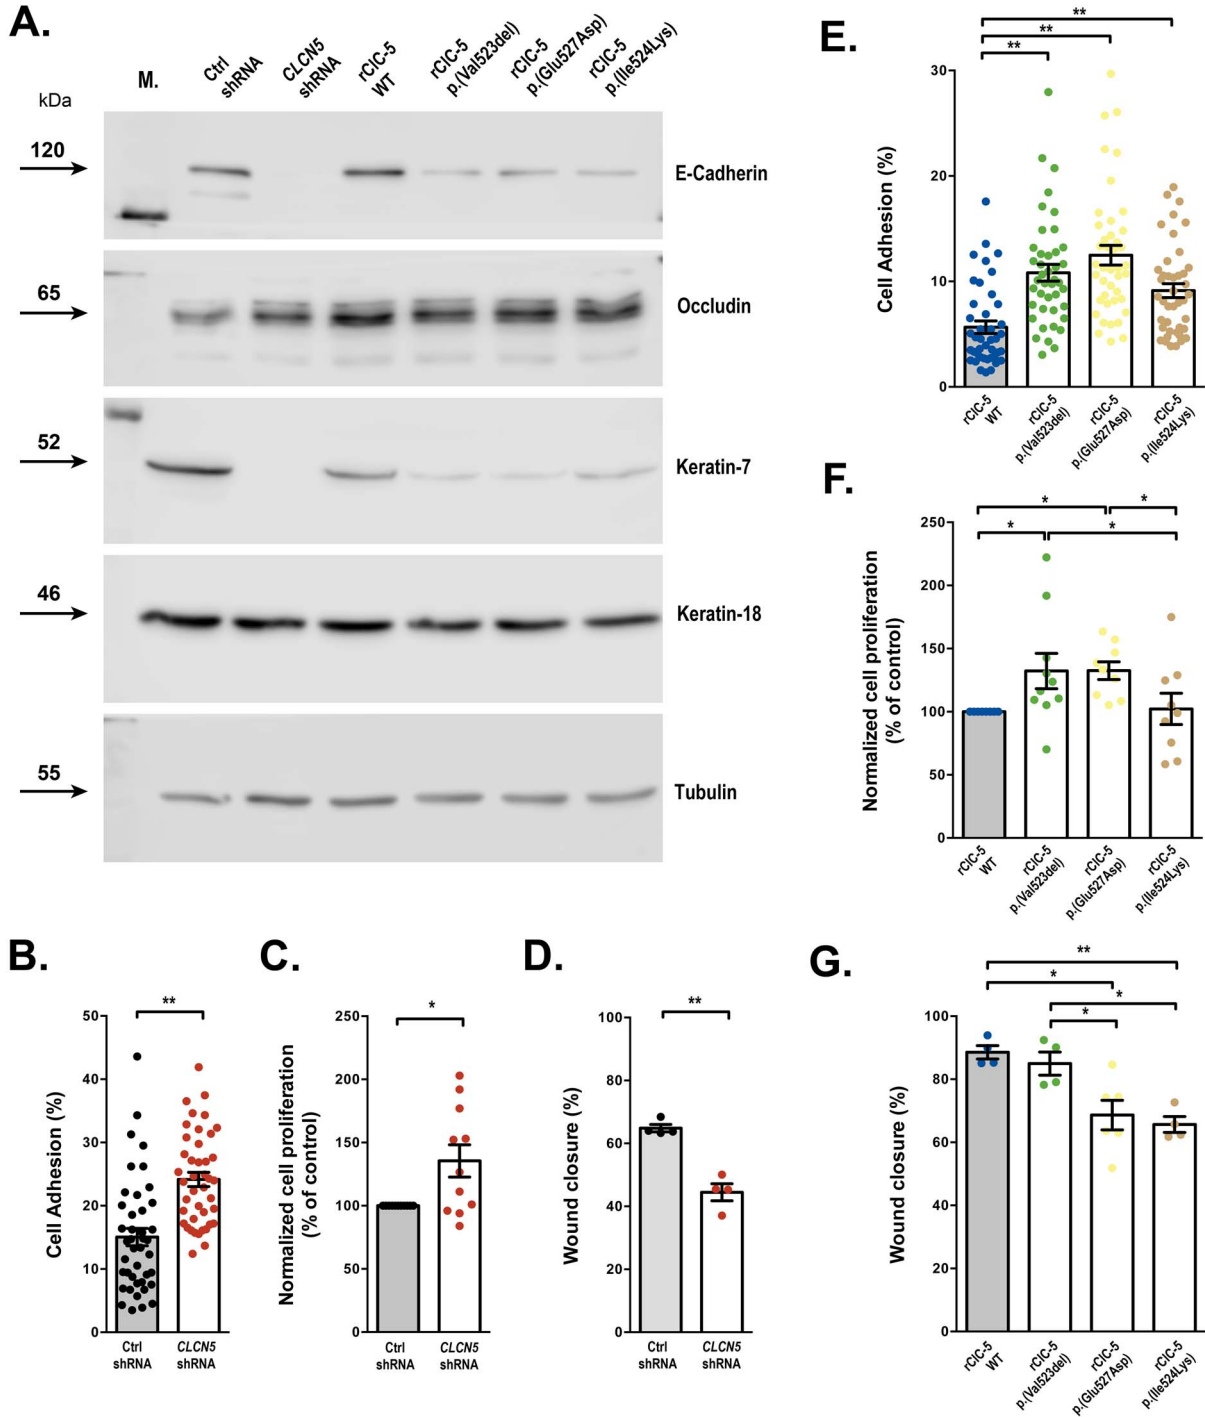 A.
M.
Ctrl
shRNA
CLCN5
shRNA
rClC-5
WT
rClC-5
p.(Val523del)
rClC-5
p.(Glu527Asp)
rClC-5
p.(Ile524Lys)
kDa
120
E-Cadherin
65
Occludin
52
Keratin-7
46
Keratin-18
55
Tubulin
B.
**
Cell Adhesion (%)
50
40
30
20
10
0
Ctrl
shRNA
CLCN5
shRNA
C.
*
Normalized cell proliferation
(% of control)
250
200
150
100
50
0
Ctrl
shRNA
CLCN5
shRNA
D.
**
Wound closure (%)
100
80
60
40
20
0
Ctrl
shRNA
CLCN5
shRNA
E.
**
**
**
Cell Adhesion (%)
30
20
10
0
rClC-5
WT
rClC-5
p.(Val523del)
rClC-5
p.(Glu527Asp)
rClC-5
p.(Ile524Lys)
F.
* *
* *
Normalized cell proliferation
(% of control)
250
200
150
100
50
0
rClC-5
WT
rClC-5
p.(Val523del)
rClC-5
p.(Glu527Asp)
rClC-5
p.(Ile524Lys)
G.
**
*
*
*
Wound closure (%)
100
80
60
40
20
0
rClC-5
WT
rClC-5
p.(Val523del)
rClC-5
p.(Glu527Asp)
rClC-5
p.(Ile524Lys)